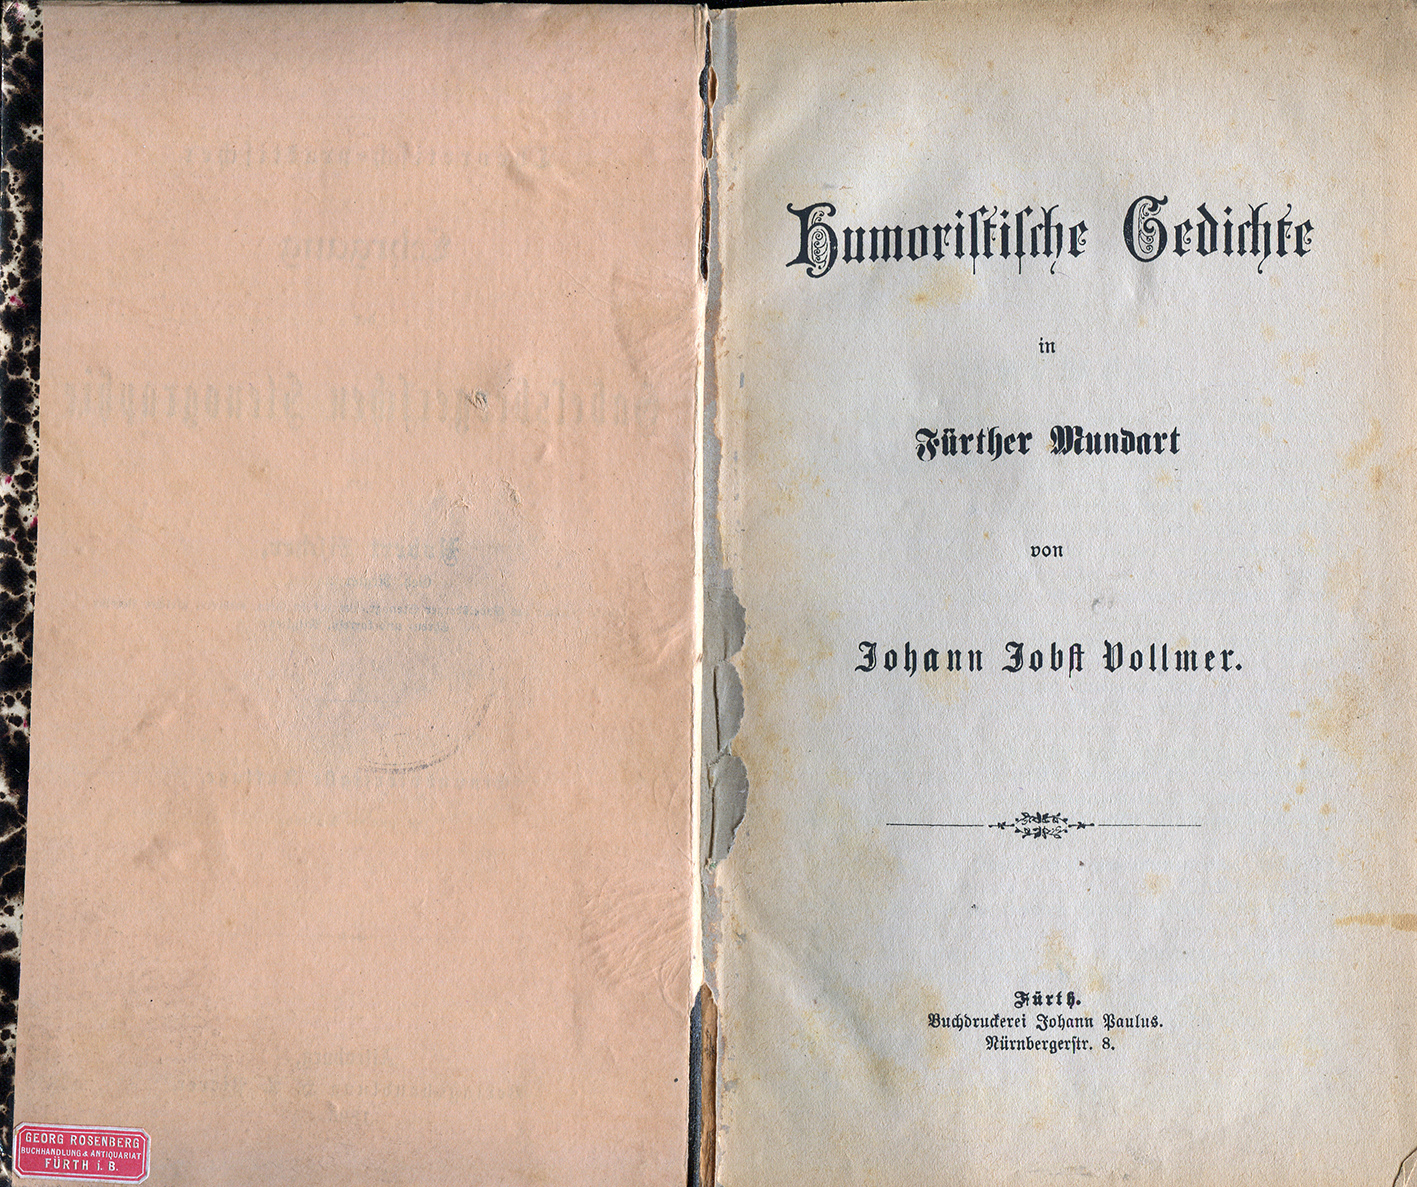 GEORG ROSENBERG
BUCHHANDLUNG & ANTIQUARIAT
FÜRTH i. B.
Humoristische Gedichte
in
Fürther Mundart
von
Johann Jobst Vollmer.
Fürth.
Buchdruckerei Johann Paulus.
Nürnbergerstr. 8.